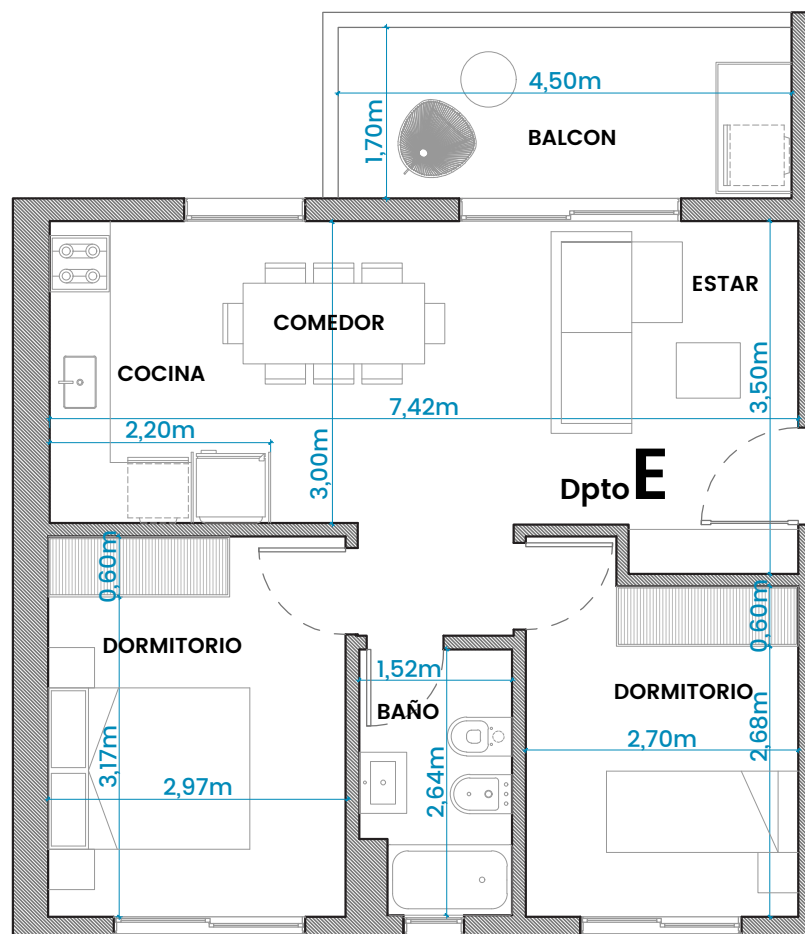 4,50m
1,70m
BALCON
ESTAR
COMEDOR
COCINA
7,42m
3,50m
2,20m
3,00m
Dpto E
0,60m
0,60m
DORMITORIO
1,52m
DORMITORIO
BAÑO
2,70m
2,68m
3,17m
2,97m
2,64m